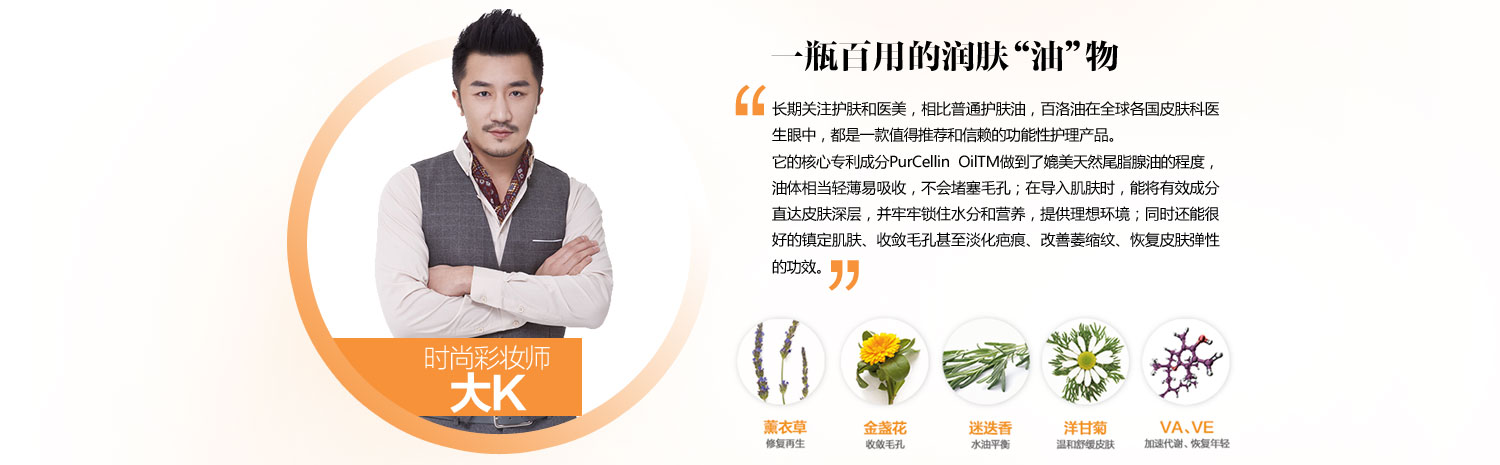 一瓶百用的润肤“油”物
“
长期关注护肤和医美，相比普通护肤油，百洛油在全球各国皮肤科医
生眼中，都是一款值得推荐和信赖的功能性护理产品。
它的核心专利成分PurCellin OilTM做到了媲美天然尾脂腺油的程度，
油体相当轻薄易吸收，不会堵塞毛孔；在导入肌肤时，能将有效成分
直达皮肤深层，并牢牢锁住水分和营养，提供理想环境；同时还能很
好的镇定肌肤、收敛毛孔甚至淡化疤痕、改善萎缩纹、恢复皮肤弹性
的功效。”
时尚彩妆师
大K
薰衣草
修复再生
金盏花
收敛毛孔
迷迭香
水油平衡
洋甘菊
温和舒缓皮肤
VA、VE
加速代谢、恢复年轻